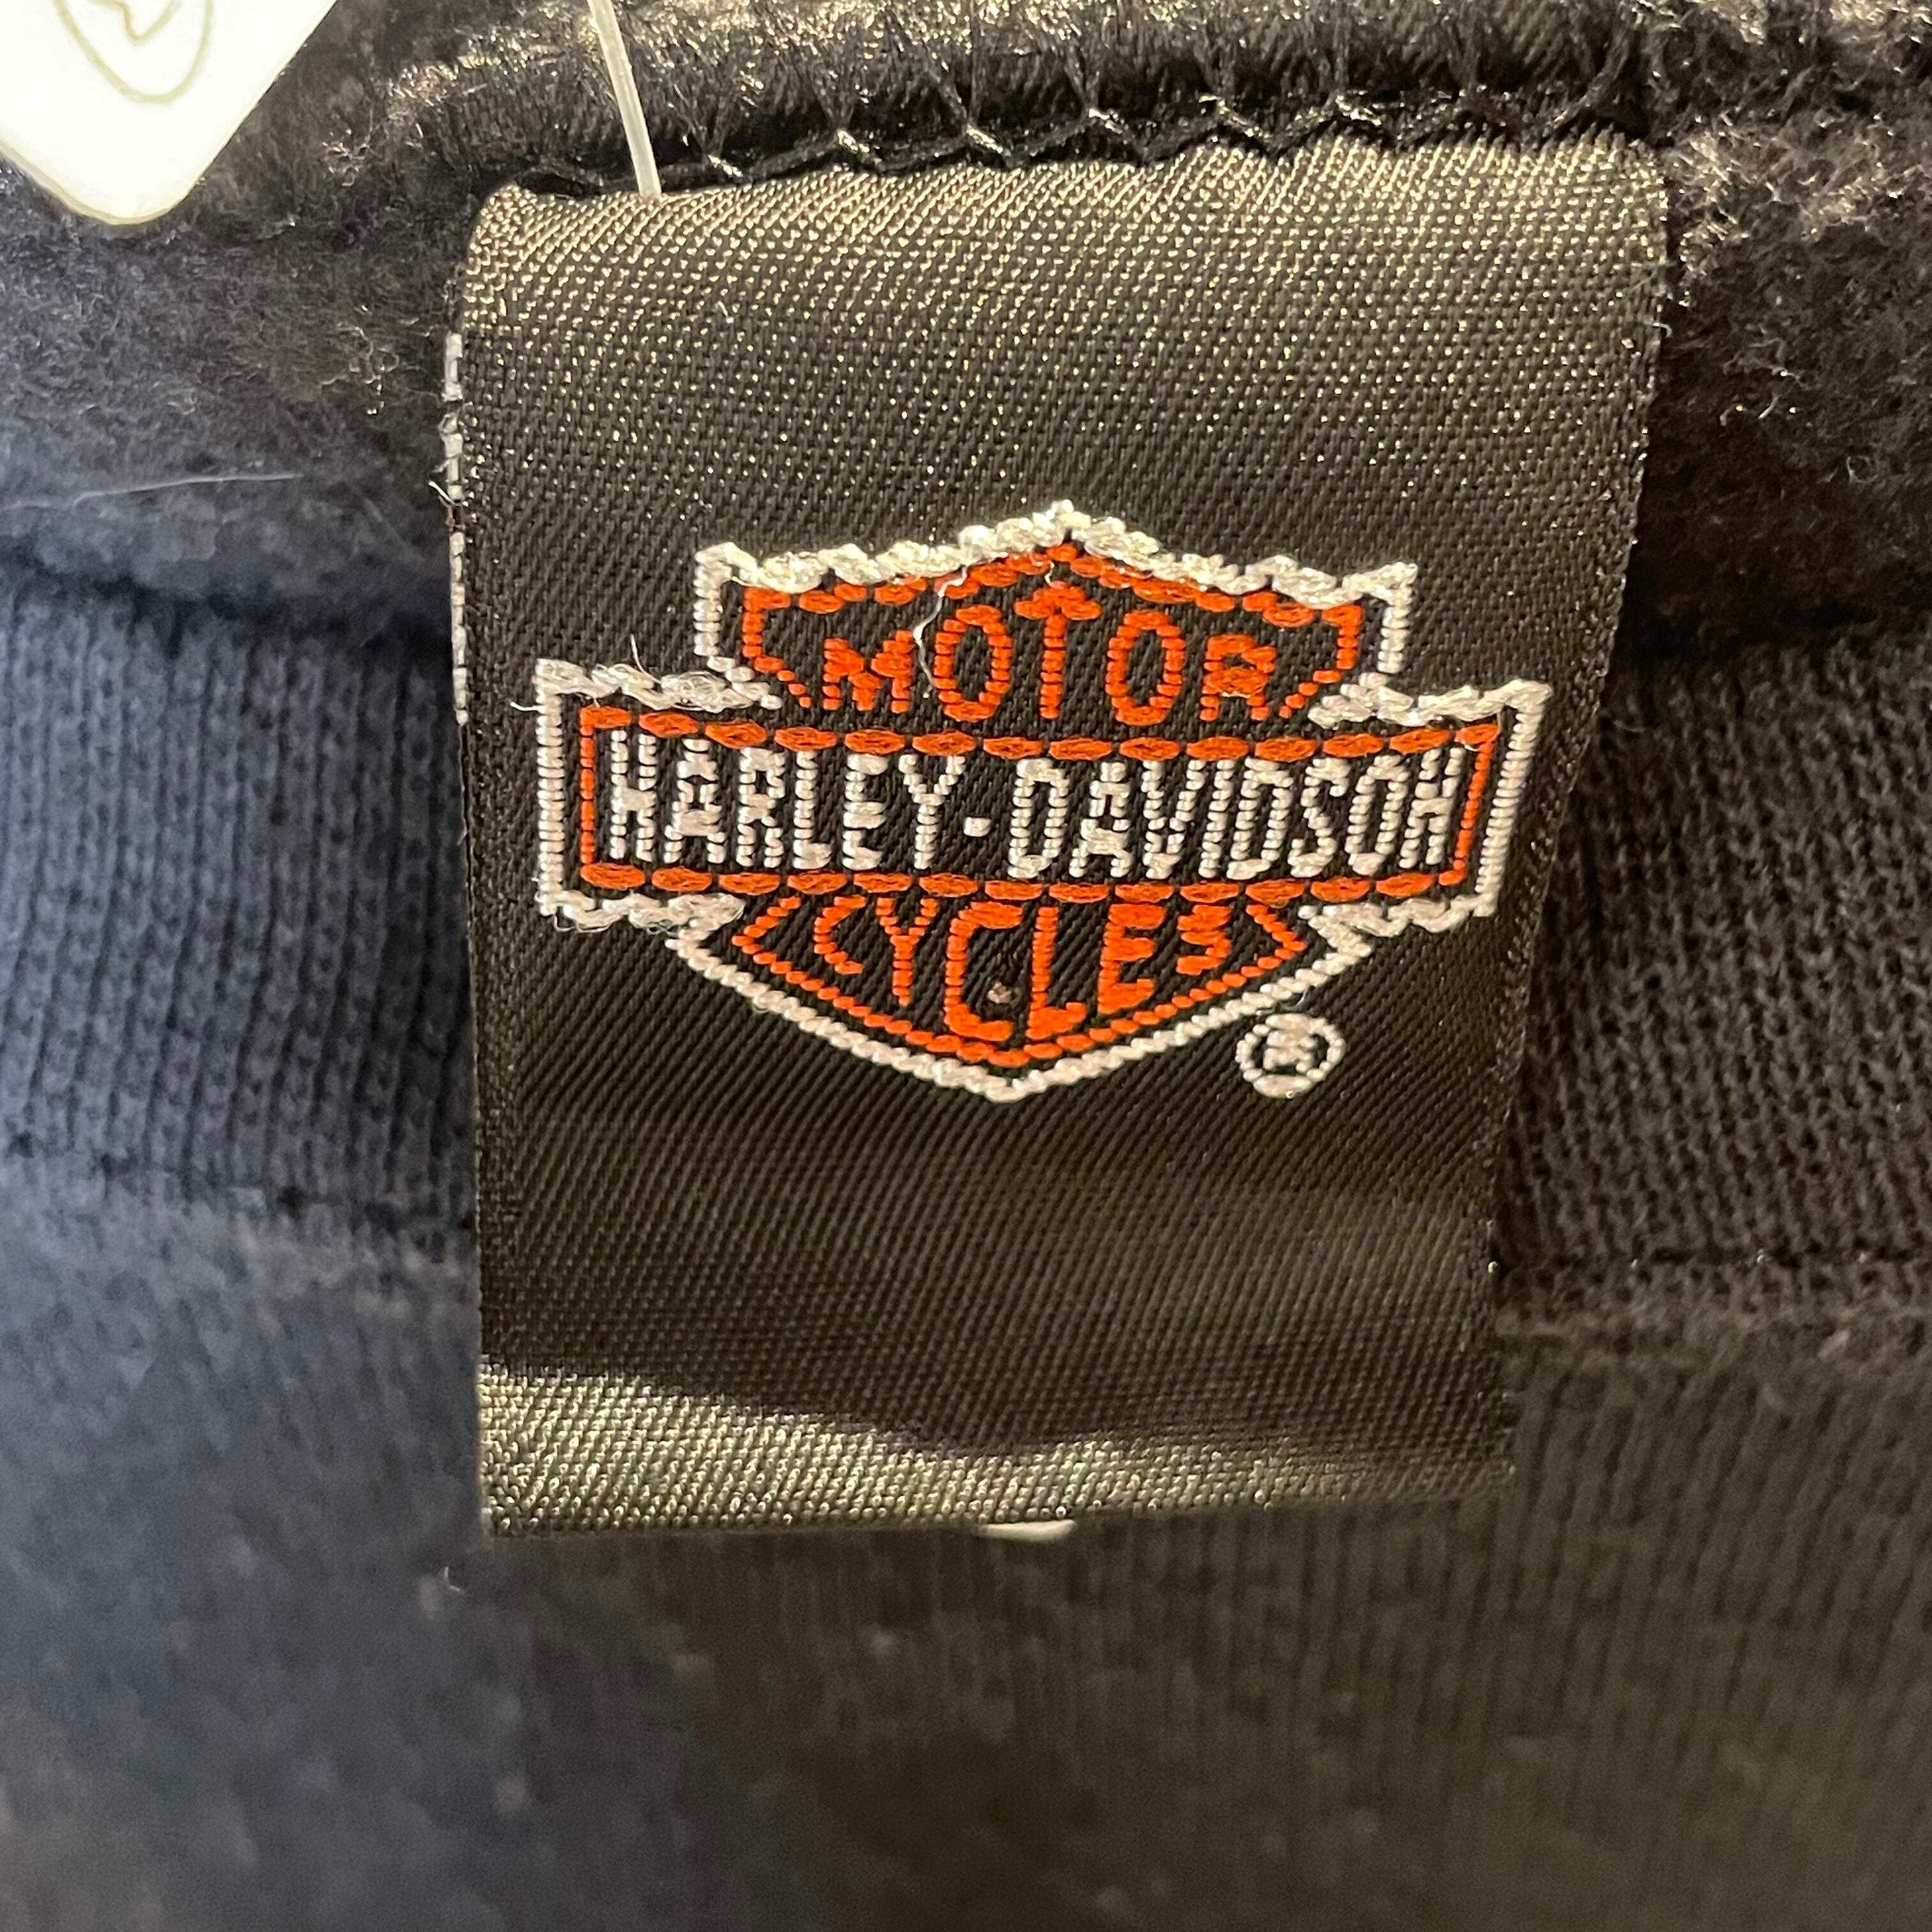 MOTOR
HARLEY-DAVIDSON
CYCLES
®